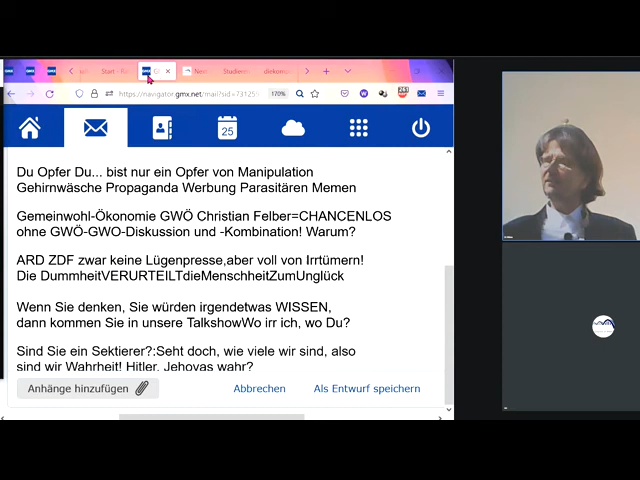 Start
diekom
https://navigator.gmx.net/mail?sid=73125
170%
25
Du Opfer Du... bist nur ein Opfer von Manipulation
Gehirnwäsche Propaganda Werbung Parasitären Memen
Gemeinwohl-Ökonomie GWÖ Christian Felber=CHANCENLOS
ohne GWÖ-GWO-Diskussion und -Kombination! Warum?
ARD ZDF zwar keine Lügenpresse,aber voll von Irrtümern!
Die DummheitVERURTEILTdieMenschheitZumUnglück
Wenn Sie denken, Sie würden irgendetwas WISSEN,
dann kommen Sie in unsere TalkshowWo irr ich, wo Du?
Sind Sie ein Sektierer?:Seht doch, wie viele wir sind, also
sind wir Wahrheit! Hitler, Jehovas wahr?
Anhänge hinzufügen
Abbrechen
Als Entwurf speichern